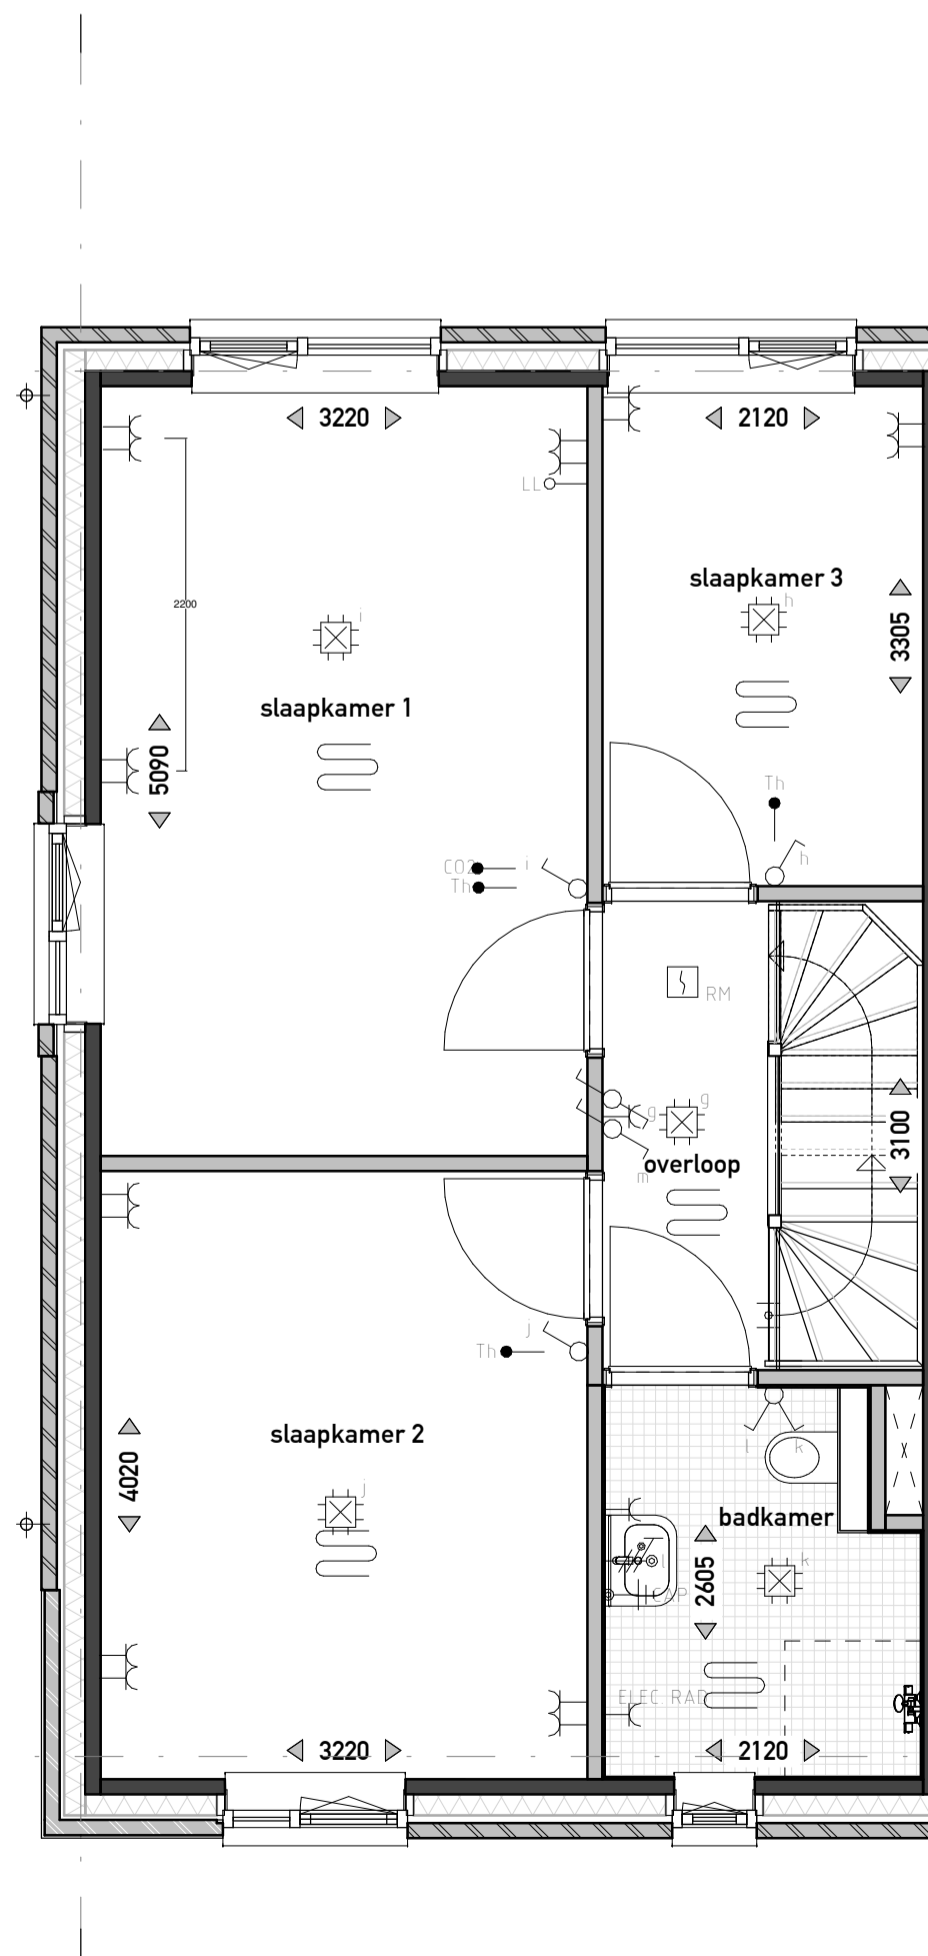 3220
2120
LL
slaapkamer 3
h
2200
i
3305
slaapkamer 1
5090
Th
CO2
i
Th
h
RM
g
g
3100
overloop
m
j
Th
4020
slaapkamer 2
l
k
j
badkamer
2605
k
CAP
ELEC RAD
3220
2120